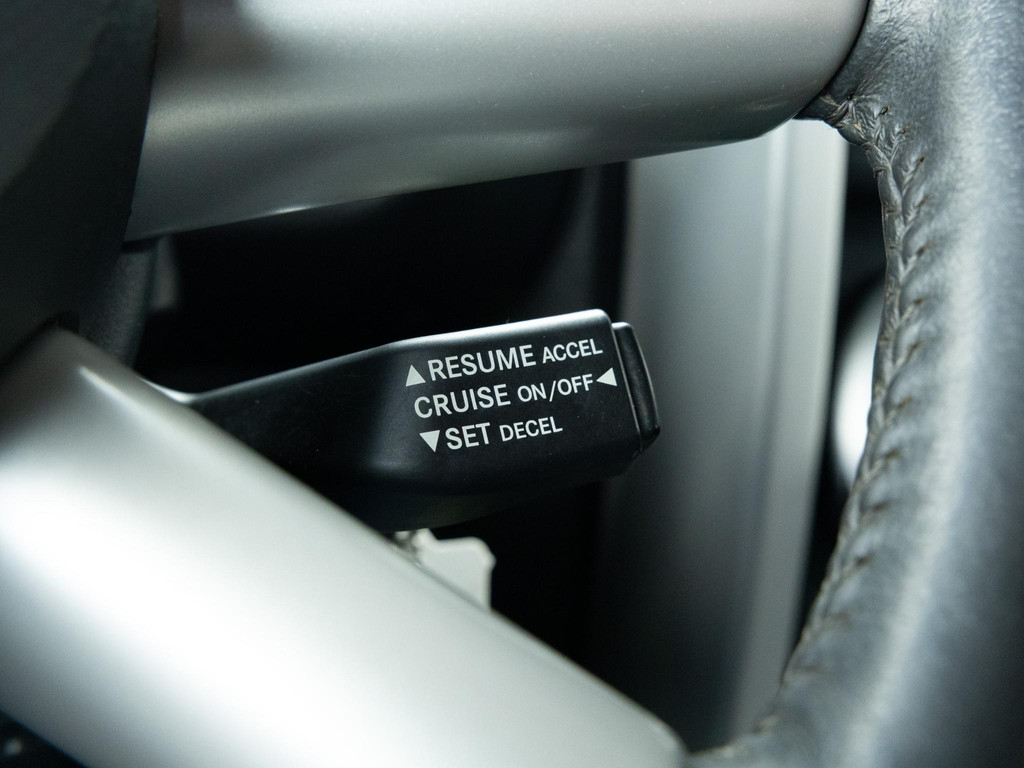 ▲RESUME ACCEL
CRUISE ON/OFF◀
▼SET DECEL